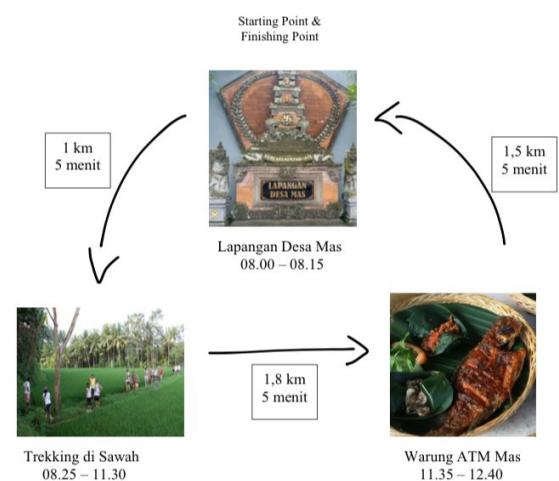 Starting Point &
Finishing Point
1 km
5 menit
1,5 km
5 menit
LAPANGAN
DESA MAS
Lapangan Desa Mas
08.00 – 08.15
1,8 km
5 menit
Trekking di Sawah
08.25 – 11.30
Warung ATM Mas
11.35 – 12.40